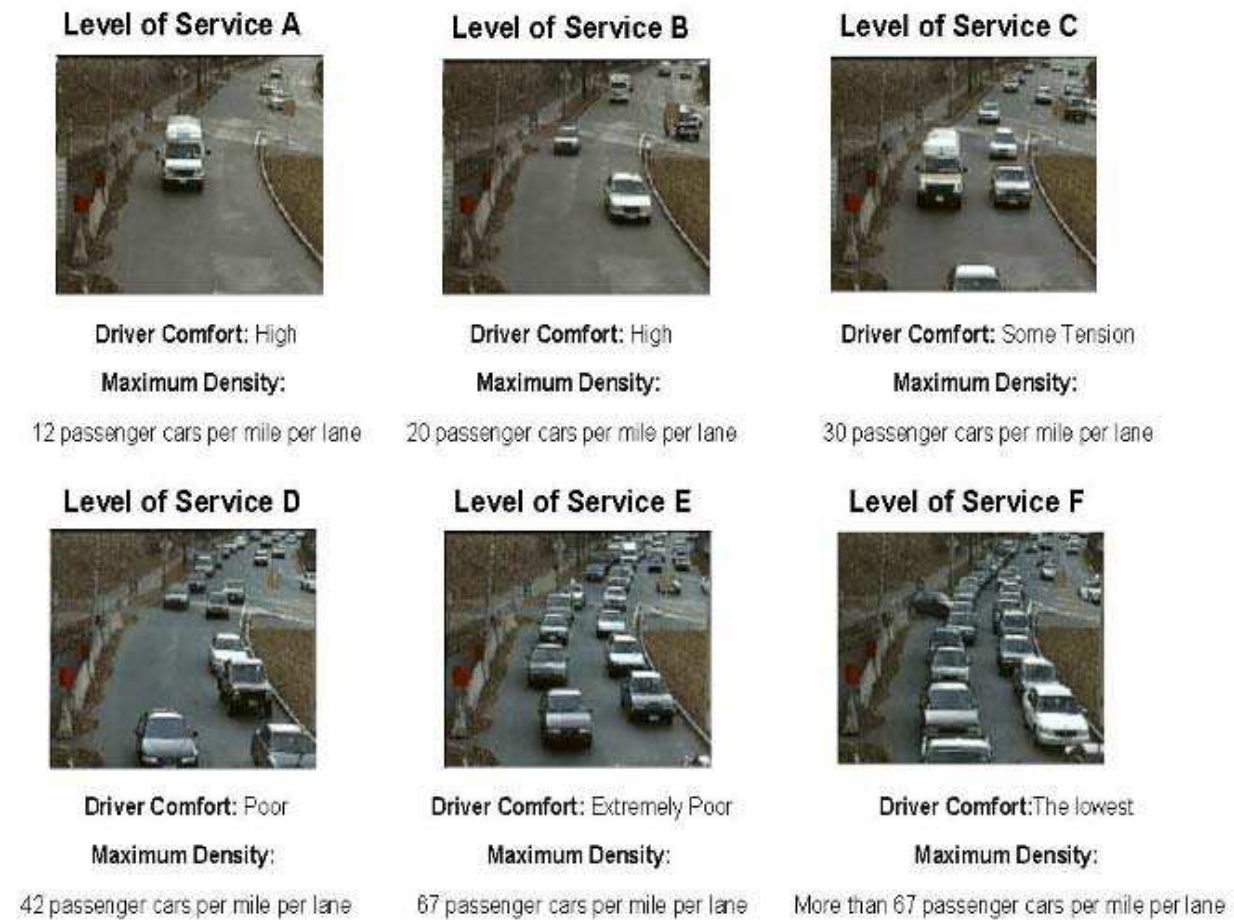 Level of Service A
Level of Service B
Level of Service C
Driver Comfort: High
Driver Comfort: High
Driver Comfort: Some Tension
Maximum Density:
Maximum Density:
Maximum Density:
12 passenger cars per mile per lane
20 passenger cars per mile per lane
30 passenger cars per mile per lane
Level of Service D
Level of Service E
Level of Service F
Driver Comfort: Poor
Driver Comfort: Extremely Poor
Driver Comfort:The lowest
Maximum Density:
Maximum Density:
Maximum Density:
42 passenger cars per mile per lane
67 passenger cars per mile per lane
More than 67 passenger cars per mile per lane